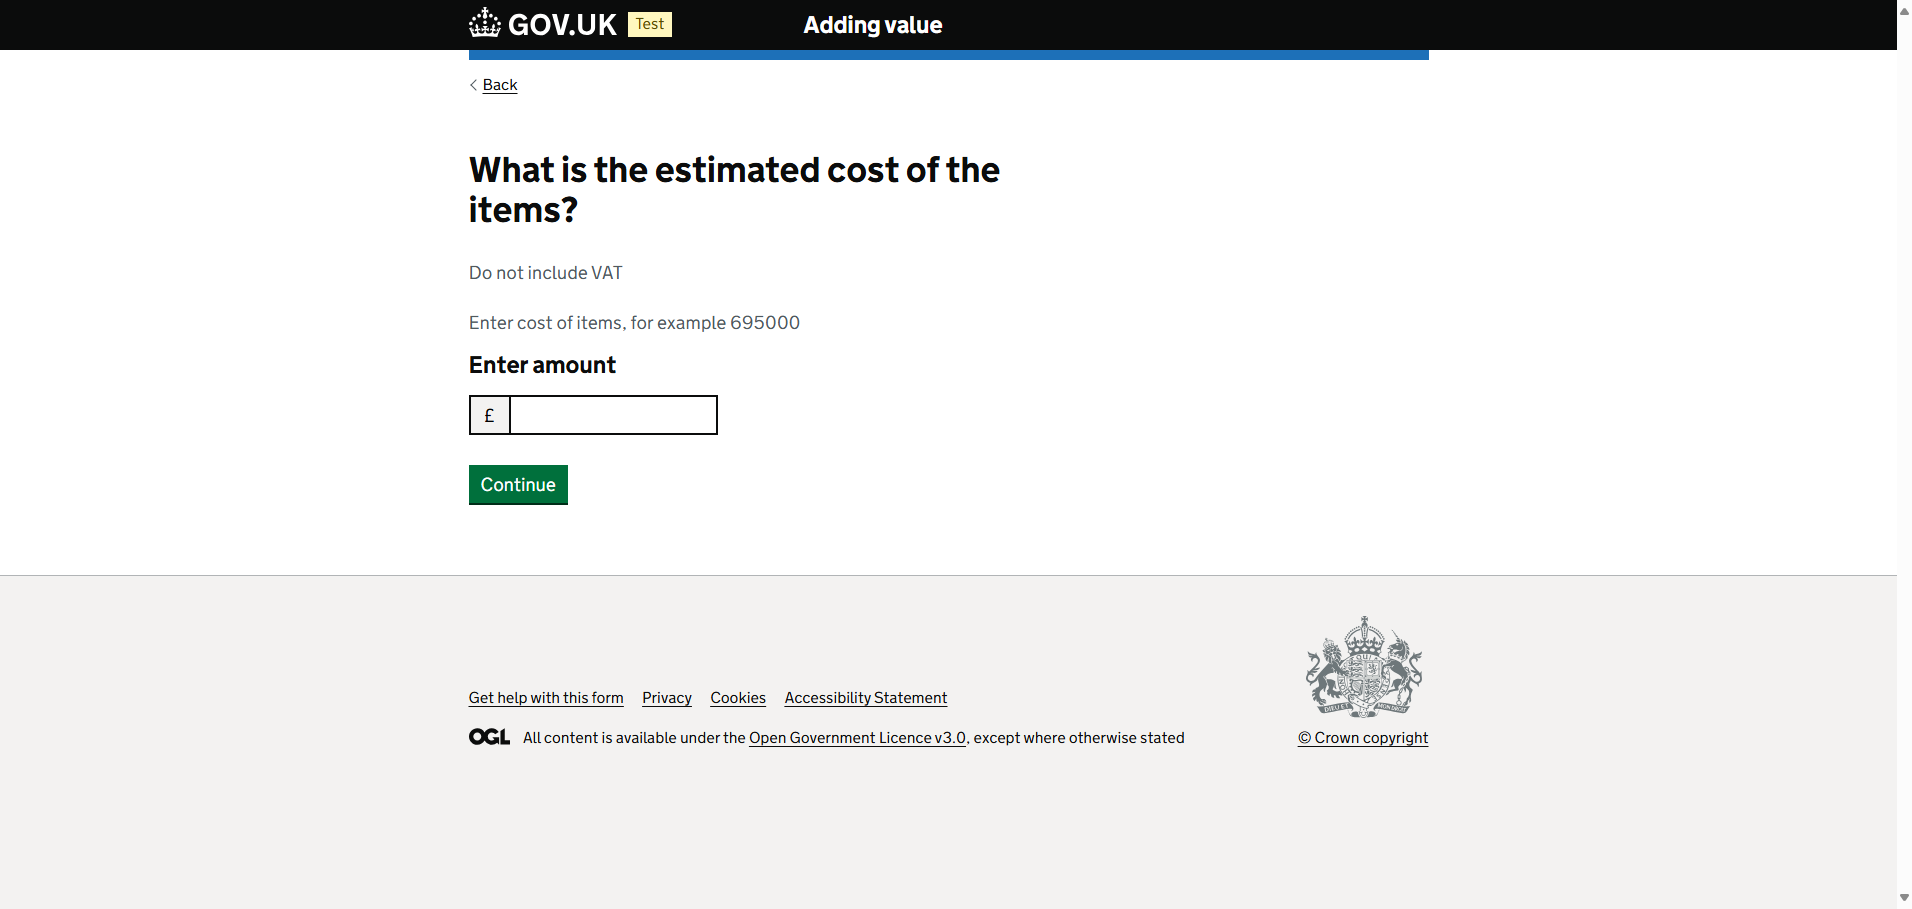 GOV.UK Test Adding value
Back
What is the estimated cost of the
items?
Do not include VAT
Enter cost of items, for example 695000
Enter amount
£
Continue
Get help with this form Privacy Cookies Accessibility Statement
OGL All content is available under the Open Government Licence v3.0, except where otherwise stated
© Crown copyright